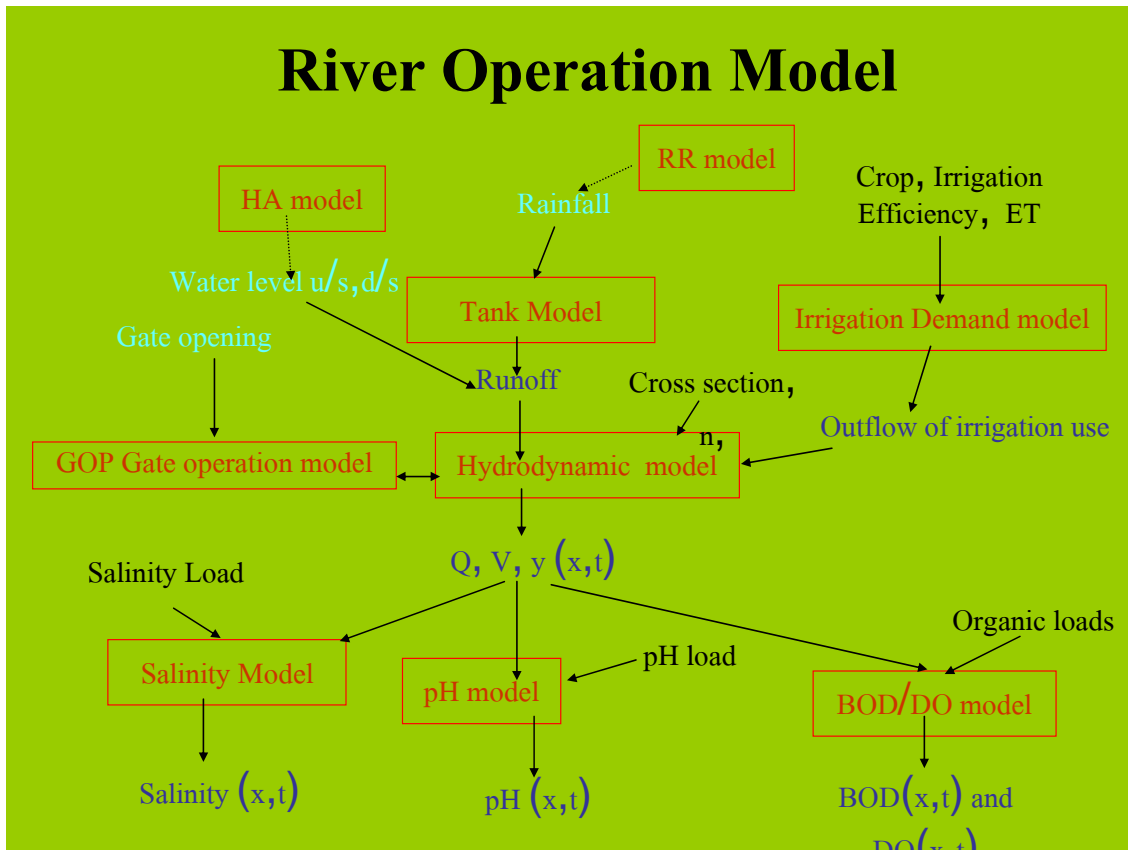 River Operation Model
RR model
HA model
Crop, Irrigation
Efficiency, ET
Rainfall
Water level u/s,d/s
Tank Model
Irrigation Demand model
Gate opening
Runoff
Cross section,
n,
Outflow of irrigation use
GOP Gate operation model
Hydrodynamic model
Q, V, y (x,t)
Salinity Load
Organic loads
Salinity Model
pH load
pH model
BOD/DO model
Salinity (x,t)
pH (x,t)
BOD(x,t) and
DO(x,t)